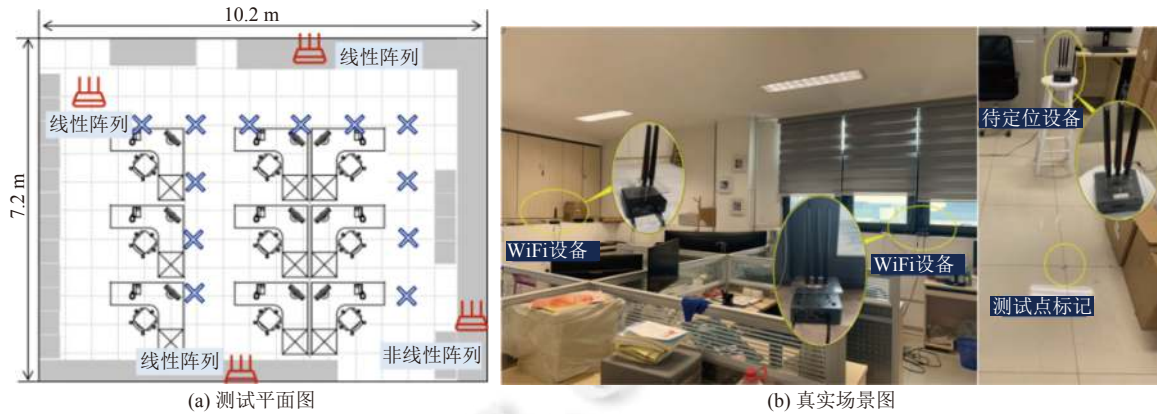 10.2 m
7.2 m
线性阵列
线性阵列
线性阵列
非线性阵列
(a) 测试平面图
WiFi设备
WiFi设备
待定位设备
测试点标记
(b) 真实场景图